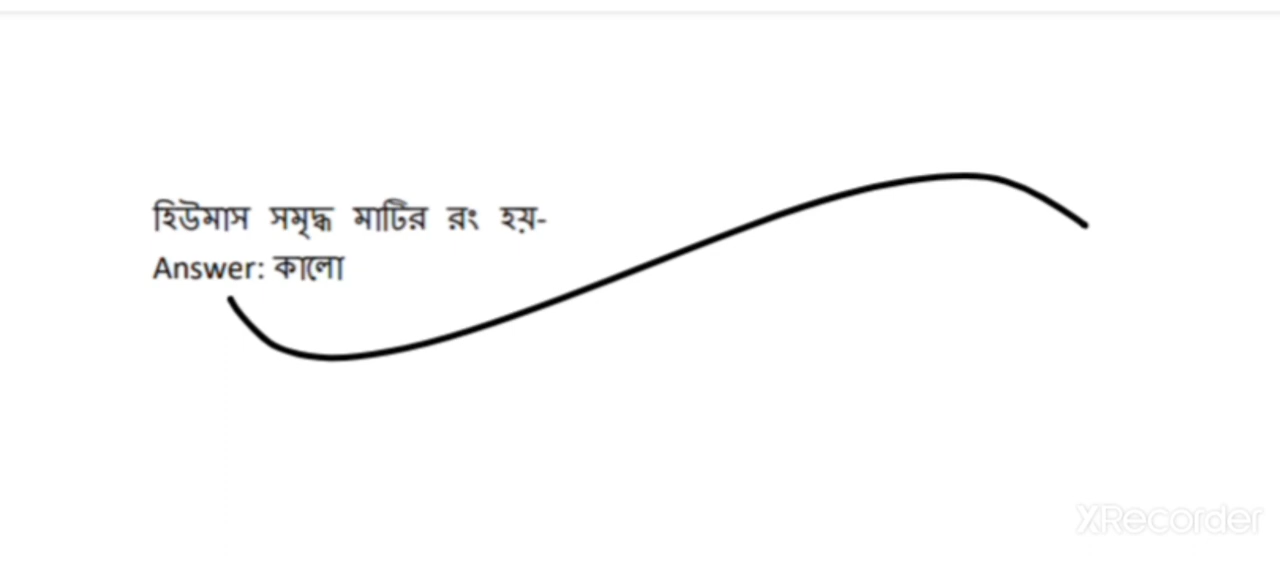 হিউমাস সমৃদ্ধ মাটির রং হয়-
Answer: কালো
XRecorder